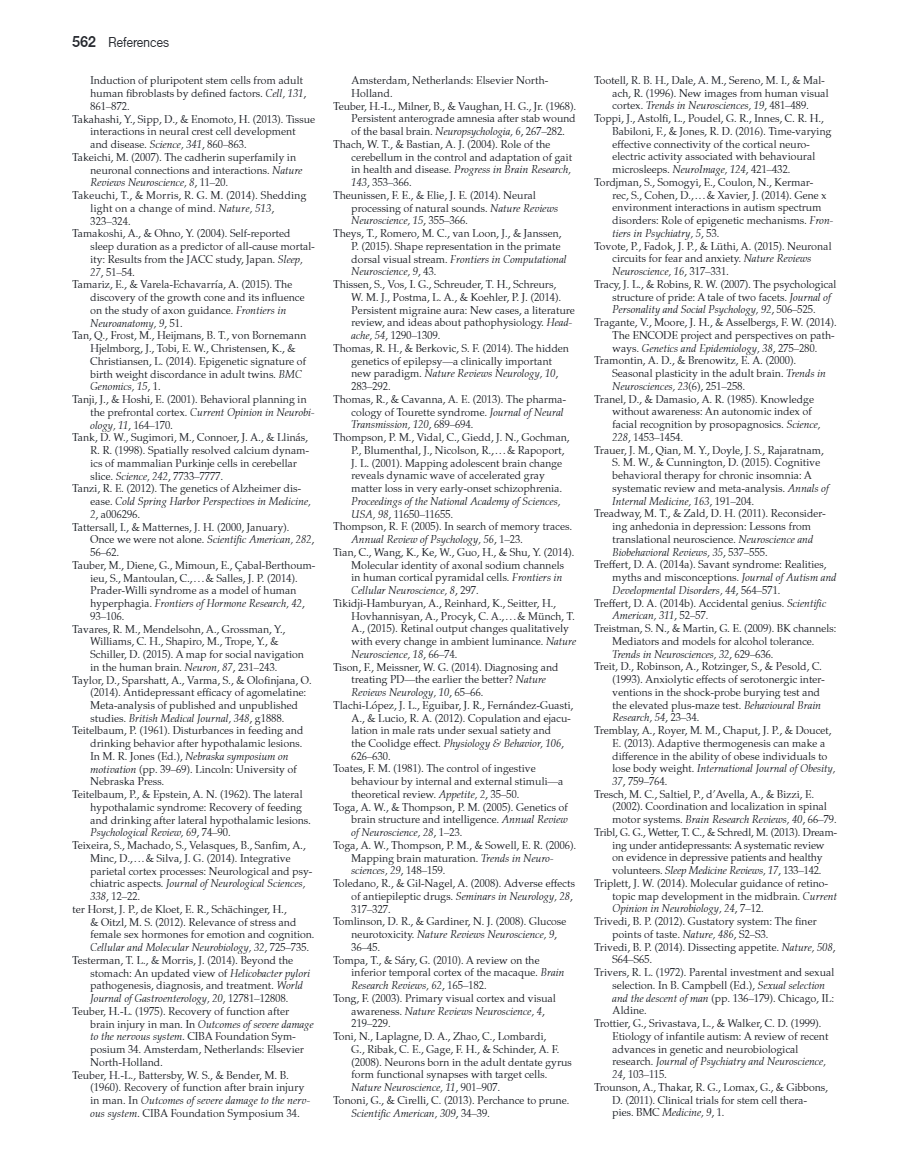 562 References
Induction of pluripotent stem cells from adult
human fibroblasts by defined factors. Cell, 131,
861–872.
Takahashi, Y., Sipp, D., & Enomoto, H. (2013). Tissue
interactions in neural crest cell development
and disease. Science, 341, 860–863.
Takeichi, M. (2007). The cadherin superfamily in
neuronal connections and interactions. Nature
Reviews Neuroscience, 8, 11–20.
Takeuchi, T., & Morris, R. G. M. (2014). Shedding
light on a change of mind. Nature, 513,
323–324.
Tamakoshi, A., & Ohno, Y. (2004). Self-reported
sleep duration as a predictor of all-cause mortal-
ity: Results from the JACC study, Japan. Sleep,
27, 51–54.
Tamariz, E., & Varela-Echavarría, A. (2015). The
discovery of the growth cone and its influence
on the study of axon guidance. Frontiers in
Neuroanatomy, 9, 51.
Tan, Q., Frost, M., Heijmans, B. T., von Bornemann
Hjelmborg, J., Tobi, E. W., Christensen, K., &
Christiansen, L. (2014). Epigenetic signature of
birth weight discordance in adult twins. BMC
Genomics, 15, 1.
Tanji, J., & Hoshi, E. (2001). Behavioral planning in
the prefrontal cortex. Current Opinion in Neurobi-
ology, 11, 164–170.
Tank, D. W., Sugimori, M., Connoer, J. A., & Llinás,
R. R. (1998). Spatially resolved calcium dynam-
ics of mammalian Purkinje cells in cerebellar
slice. Science, 242, 7733–7777.
Tanzi, R. E. (2012). The genetics of Alzheimer dis-
ease. Cold Spring Harbor Perspectives in Medicine,
2, a006296.
Tattersall, I., & Matternes, J. H. (2000, January).
Once we were not alone. Scientific American, 282,
56–62.
Tauber, M., Diene, G., Mimoun, E., Çabal-Berthoum-
ieu, S., Mantoulan, C.,… & Salles, J. P. (2014).
Prader-Willi syndrome as a model of human
hyperphagia. Frontiers of Hormone Research, 42,
93–106.
Tavares, R. M., Mendelsohn, A., Grossman, Y.,
Williams, C. H., Shapiro, M., Trope, Y., &
Schiller, D. (2015). A map for social navigation
in the human brain. Neuron, 87, 231–243.
Taylor, D., Sparshatt, A., Varma, S., & Olofinjana, O.
(2014). Antidepressant efficacy of agomelatine:
Meta-analysis of published and unpublished
studies. British Medical Journal, 348, g1888.
Teitelbaum, P. (1961). Disturbances in feeding and
drinking behavior after hypothalamic lesions.
In M. R. Jones (Ed.), Nebraska symposium on
motivation (pp. 39–69). Lincoln: University of
Nebraska Press.
Teitelbaum, P., & Epstein, A. N. (1962). The lateral
hypothalamic syndrome: Recovery of feeding
and drinking after hypothalamic lesions.
Psychological Review, 69, 74–90.
Teixeira, S., Machado, S., Velasques, B., Sanfim, A.,
Minc, D.,… & Silva, J. G. (2014). Integrative
parietal cortex processes: Neurological and psy-
chiatric aspects. Journal of Neurological Sciences,
338, 12–22.
ter Horst, J. P., de Kloet, E. R., Schächinger, H.,
& Oitzl, M. S. (2012). Relevance of stress and
female sex hormones for emotion and cognition.
Cellular and Molecular Neurobiology, 32, 725–735.
Testerman, T. L., & Morris, J. (2014). Beyond the
stomach: An updated view of Helicobacter pylori
pathogenesis, diagnosis, and treatment. World
Journal of Gastroenterology, 20, 12781–12808.
Teuber, H.-L. (1975). Recovery of function after
brain injury in man. In Outcomes of severe damage
to the nervous system. CIBA Foundation Sym-
posium 34. Amsterdam, Netherlands: Elsevier
North-Holland.
Teuber, H.-L., Battersby, W. S., & Bender, M. B.
(1960). Recovery of function after brain injury
in man. In Outcomes of severe damage to the nerv-
ous system. CIBA Foundation Symposium 34.
Amsterdam, Netherlands: Elsevier North-
Holland.
Teuber, H.-L., Milner, B., & Vaughan, H. G., Jr. (1968).
Persistent anterograde amnesia after stab wound
of the basal brain. Neuropsychologia, 6, 267–282.
Thach, W. T., & Bastian, A. J. (2004). Role of the
cerebellum in the control and adaptation of gait
in health and disease. Progress in Brain Research,
143, 353–366.
Theunissen, F. E., & Elie, J. E. (2014). Neural
processing of natural sounds. Nature Reviews
Neuroscience, 15, 355–366.
Theys, T., Romero, M. C., van Loon, J., & Janssen,
P. (2015). Shape representation in the primate
dorsal visual stream. Frontiers in Computational
Neuroscience, 9, 43.
Thissen, S., Vos, I. G., Schreuder, T. H., Schreurs,
W. M. J., Postma, L. A., & Koehler, P. J. (2014).
Persistent migraine aura: New cases, a literature
review, and ideas about pathophysiology. Head-
ache, 54, 1290–1309.
Thomas, R. H., & Berkovic, S. F. (2014). The hidden
genetics of epilepsy—a clinically important
new paradigm. Nature Reviews Neurology, 10,
283–292.
Thomas, R., & Cavanna, A. E. (2013). The pharma-
cology of Tourette syndrome. Journal of Neural
Transmission, 120, 689–694.
Thompson, P. M., Vidal, C., Giedd, J. N., Gochman,
P., Blumenthal, J., Nicolson, R.,… & Rapoport,
J. L. (2001). Mapping adolescent brain change
reveals dynamic wave of accelerated gray
matter loss in very early-onset schizophrenia.
Proceedings of the National Academy of Sciences,
USA, 98, 11650–11655.
Thompson, R. F. (2005). In search of memory traces.
Annual Review of Psychology, 56, 1–23.
Tian, C., Wang, K., Ke, W., Guo, H., & Shu, Y. (2014).
Molecular identity of axonal sodium channels
in human cortical pyramidal cells. Frontiers in
Cellular Neuroscience, 8, 297.
Tikidji-Hamburyan, A., Reinhard, K., Seitter, H.,
Hovhannisyan, A., Procyk, C. A.,… & Münch, T.
A., (2015). Retinal output changes qualitatively
with every change in ambient luminance. Nature
Neuroscience, 18, 66–74.
Tison, F., Meissner, W. G. (2014). Diagnosing and
treating PD—the earlier the better? Nature
Reviews Neurology, 10, 65–66.
Tlachi-López, J. L., Eguibar, J. R., Fernández-Guasti,
A., & Lucio, R. A. (2012). Copulation and ejacu-
lation in male rats under sexual satiety and
the Coolidge effect. Physiology & Behavior, 106,
626–630.
Toates, F. M. (1981). The control of ingestive
behaviour by internal and external stimuli—a
theoretical review. Appetite, 2, 35–50.
Toga, A. W., & Thompson, P. M. (2005). Genetics of
brain structure and intelligence. Annual Review
of Neuroscience, 28, 1–23.
Toga, A. W., Thompson, P. M., & Sowell, E. R. (2006).
Mapping brain maturation. Trends in Neuro-
sciences, 29, 148–159.
Toledano, R., & Gil-Nagel, A. (2008). Adverse effects
of antiepileptic drugs. Seminars in Neurology, 28,
317–327.
Tomlinson, D. R., & Gardiner, N. J. (2008). Glucose
neurotoxicity. Nature Reviews Neuroscience, 9,
36–45.
Tompa, T., & Sáry, G. (2010). A review on the
inferior temporal cortex of the macaque. Brain
Research Reviews, 62, 165–182.
Tong, F. (2003). Primary visual cortex and visual
awareness. Nature Reviews Neuroscience, 4,
219–229.
Toni, N., Laplagne, D. A., Zhao, C., Lombardi,
G., Ribak, C. E., Gage, F. H., & Schinder, A. F.
(2008). Neurons born in the adult dentate gyrus
form functional synapses with target cells.
Nature Neuroscience, 11, 901–907.
Tononi, G., & Cirelli, C. (2013). Perchance to prune.
Scientific American, 309, 34–39.
Tootell, R. B. H., Dale, A. M., Sereno, M. I., & Mal-
ach, R. (1996). New images from human visual
cortex. Trends in Neurosciences, 19, 481–489.
Toppi, J., Astolfi, L., Poudel, G. R., Innes, C. R. H.,
Babiloni, F., & Jones, R. D. (2016). Time-varying
effective connectivity of the cortical neuro-
electric activity associated with behavioural
microsleeps. NeuroImage, 124, 421–432.
Tordjman, S., Somogyi, E., Coulon, N., Kermar-
rec, S., Cohen, D.,… & Xavier, J. (2014). Gene x
environment interactions in autism spectrum
disorders: Role of epigenetic mechanisms. Fron-
tiers in Psychiatry, 5, 53.
Tovote, P., Fadok, J. P., & Lüthi, A. (2015). Neuronal
circuits for fear and anxiety. Nature Reviews
Neuroscience, 16, 317–331.
Tracy, J. L., & Robins, R. W. (2007). The psychological
structure of pride: A tale of two facets. Journal of
Personality and Social Psychology, 92, 506–525.
Tragante, V., Moore, J. H., & Asselbergs, F. W. (2014).
The ENCODE project and perspectives on path-
ways. Genetics and Epidemiology, 38, 275–280.
Tramontin, A. D., & Brenowitz, E. A. (2000).
Seasonal plasticity in the adult brain. Trends in
Neurosciences, 23(6), 251–258.
Tranel, D., & Damasio, A. R. (1985). Knowledge
without awareness: An autonomic index of
facial recognition by prosopagnosics. Science,
228, 1453–1454.
Trauer, J. M., Qian, M. Y., Doyle, J. S., Rajaratnam,
S. M. W., & Cunnington, D. (2015). Cognitive
behavioral therapy for chronic insomnia: A
systematic review and meta-analysis. Annals of
Internal Medicine, 163, 191–204.
Treadway, M. T., & Zald, D. H. (2011). Reconsider-
ing anhedonia in depression: Lessons from
translational neuroscience. Neuroscience and
Biobehavioral Reviews, 35, 537–555.
Treffert, D. A. (2014a). Savant syndrome: Realities,
myths and misconceptions. Journal of Autism and
Developmental Disorders, 44, 564–571.
Treffert, D. A. (2014b). Accidental genius. Scientific
American, 311, 52–57.
Treistman, S. N., & Martin, G. E. (2009). BK channels:
Mediators and models for alcohol tolerance.
Trends in Neurosciences, 32, 629–636.
Treit, D., Robinson, A., Rotzinger, S., & Pesold, C.
(1993). Anxiolytic effects of serotonergic inter-
ventions in the shock-probe burying test and
the elevated plus-maze test. Behavioural Brain
Research, 54, 23–34.
Tremblay, A., Royer, M. M., Chaput, J. P., & Doucet,
E. (2013). Adaptive thermogenesis can make a
difference in the ability of obese individuals to
lose body weight. International Journal of Obesity,
37, 759–764.
Tresch, M. C., Saltiel, P., d'Avella, A., & Bizzi, E.
(2002). Coordination and localization in spinal
motor systems. Brain Research Reviews, 40, 66–79.
Tribl, G. G., Wetter, T. C., & Schredl, M. (2013). Dream-
ing under antidepressants: A systematic review
on evidence in depressive patients and healthy
volunteers. Sleep Medicine Reviews, 17, 133–142.
Triplett, J. W. (2014). Molecular guidance of retino-
topic map development in the midbrain. Current
Opinion in Neurobiology, 24, 7–12.
Trivedi, B. P. (2012). Gustatory system: The finer
points of taste. Nature, 486, S2–S3.
Trivedi, B. P. (2014). Dissecting appetite. Nature, 508,
S64–S65.
Trivers, R. L. (1972). Parental investment and sexual
selection. In B. Campbell (Ed.), Sexual selection
and the descent of man (pp. 136–179). Chicago, IL:
Aldine.
Trottier, G., Srivastava, L., & Walker, C. D. (1999).
Etiology of infantile autism: A review of recent
advances in genetic and neurobiological
research. Journal of Psychiatry and Neuroscience,
24, 103–115.
Trounson, A., Thakar, R. G., Lomax, G., & Gibbons,
D. (2011). Clinical trials for stem cell thera-
pies. BMC Medicine, 9, 1.